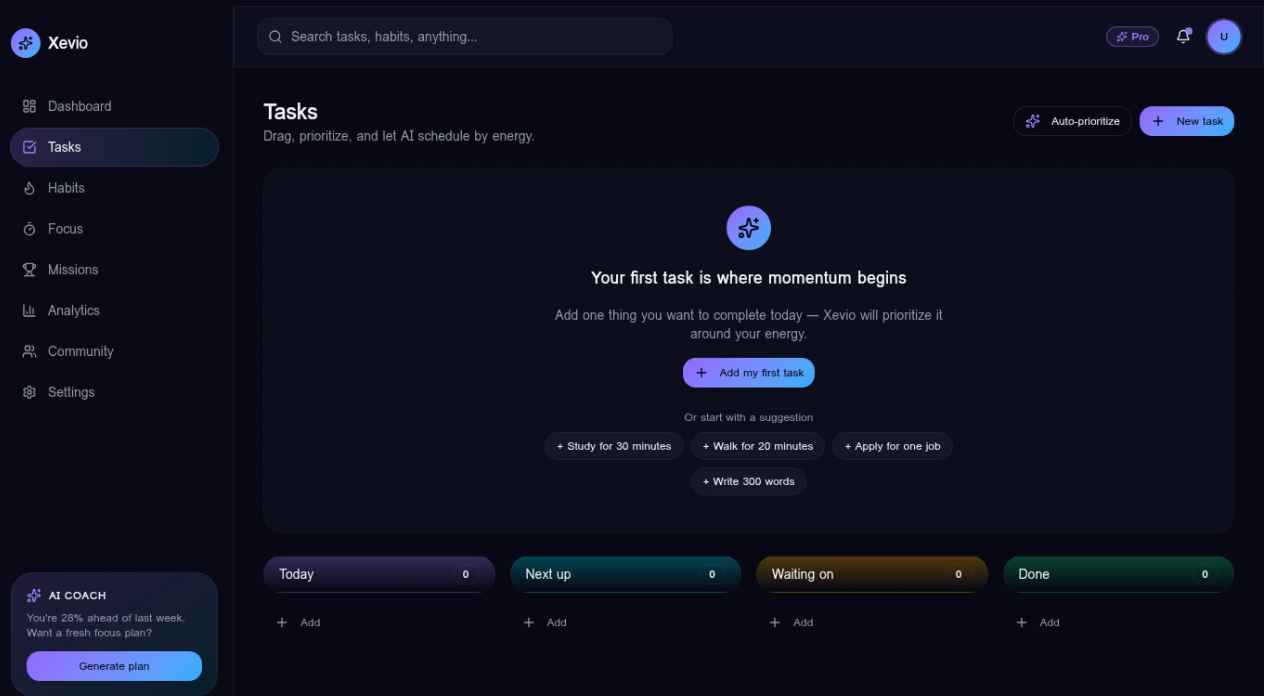 Xevio
Search tasks, habits, anything...
Pro
U
Dashboard
Tasks
Habits
Focus
Missions
Analytics
Community
Settings
AI COACH
You're 28% ahead of last week.
Want a fresh focus plan?
Generate plan
Tasks
Drag, prioritize, and let AI schedule by energy.
Auto-prioritize
New task
Your first task is where momentum begins
Add one thing you want to complete today — Xevio will prioritize it
around your energy.
Add my first task
Or start with a suggestion
+ Study for 30 minutes
+ Walk for 20 minutes
+ Apply for one job
+ Write 300 words
Today 0
Next up 0
Waiting on 0
Done 0
Add
Add
Add
Add